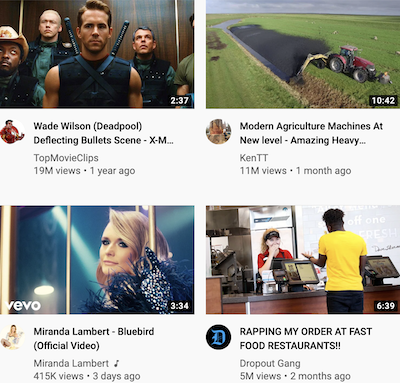 2:37
10:42
Wade Wilson (Deadpool)
Deflecting Bullets Scene - X-M...
TopMovieClips
19M views • 1 year ago
Modern Agriculture Machines At
New level - Amazing Heavy...
KenTT
11M views • 1 month ago
vevo
3:34
off one
6:39
Miranda Lambert - Bluebird
(Official Video)
Miranda Lambert
415K views • 3 days ago
D
RAPPING MY ORDER AT FAST
FOOD RESTAURANTS!!
Dropout Gang
5M views • 2 months ago